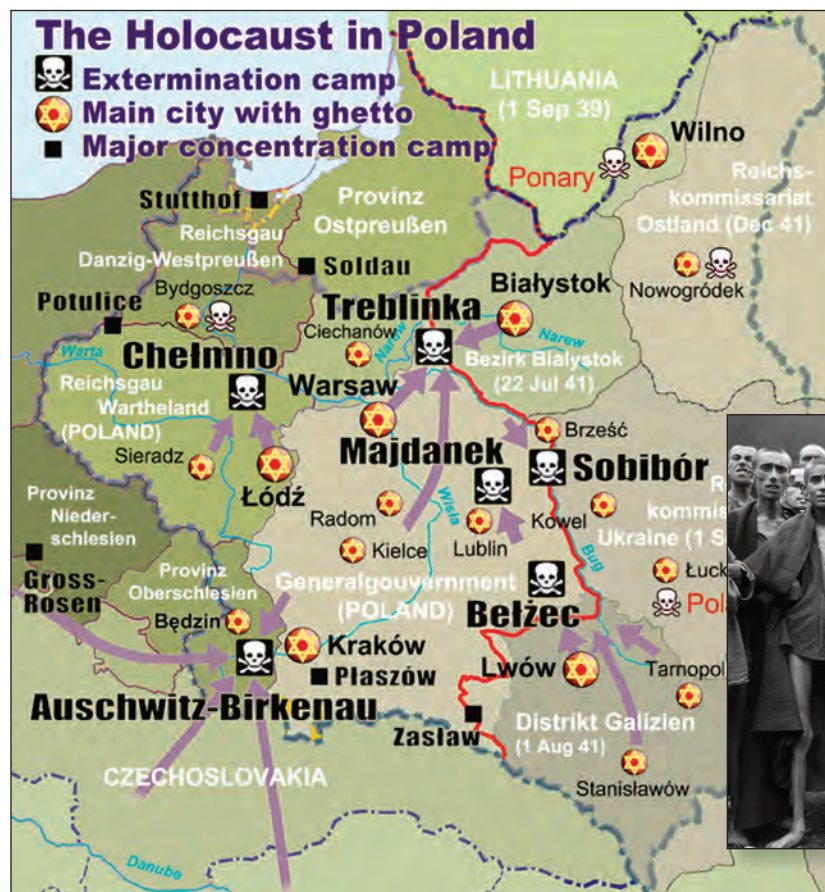 The Holocaust in Poland
Extermination camp
Main city with ghetto
Major concentration camp
LITHUANIA
(1 Sep 39)
Wilno
Ponary
Reichs-
kommissariat
Ostland (Dec 41)
Stutthof
Provinz
Ostpreußen
Reichsgau
Danzig-Westpreußen
Soldau
Nowogródek
Potulice
Bydgoszcz
Treblinka
Białystok
Ciechanów
Narew
Narew
Warta
Chełmno
Bezirk Bialystok
(22 Jul 41)
Reichsgau
Wartheland
(POLAND)
Warsaw
Majdanek
Brześć
Sieradz
Sobibór
Łódź
Wisła
Provinz
Nieder-
schlesien
Radom
Kowel
kommis
Ukraine (1 S
Lublin
Kielce
Bug
Gross-
Rosen
Provinz
Oberschlesien
Generalgouvernment
(POLAND)
Łuck
Bełżec
Pol
Będzin
Kraków
Lwów
Tarnopol
Płaszów
Auschwitz-Birkenau
Zasław
Distrikt Galizien
(1 Aug 41)
CZECHOSLOVAKIA
Stanisławów
Danube